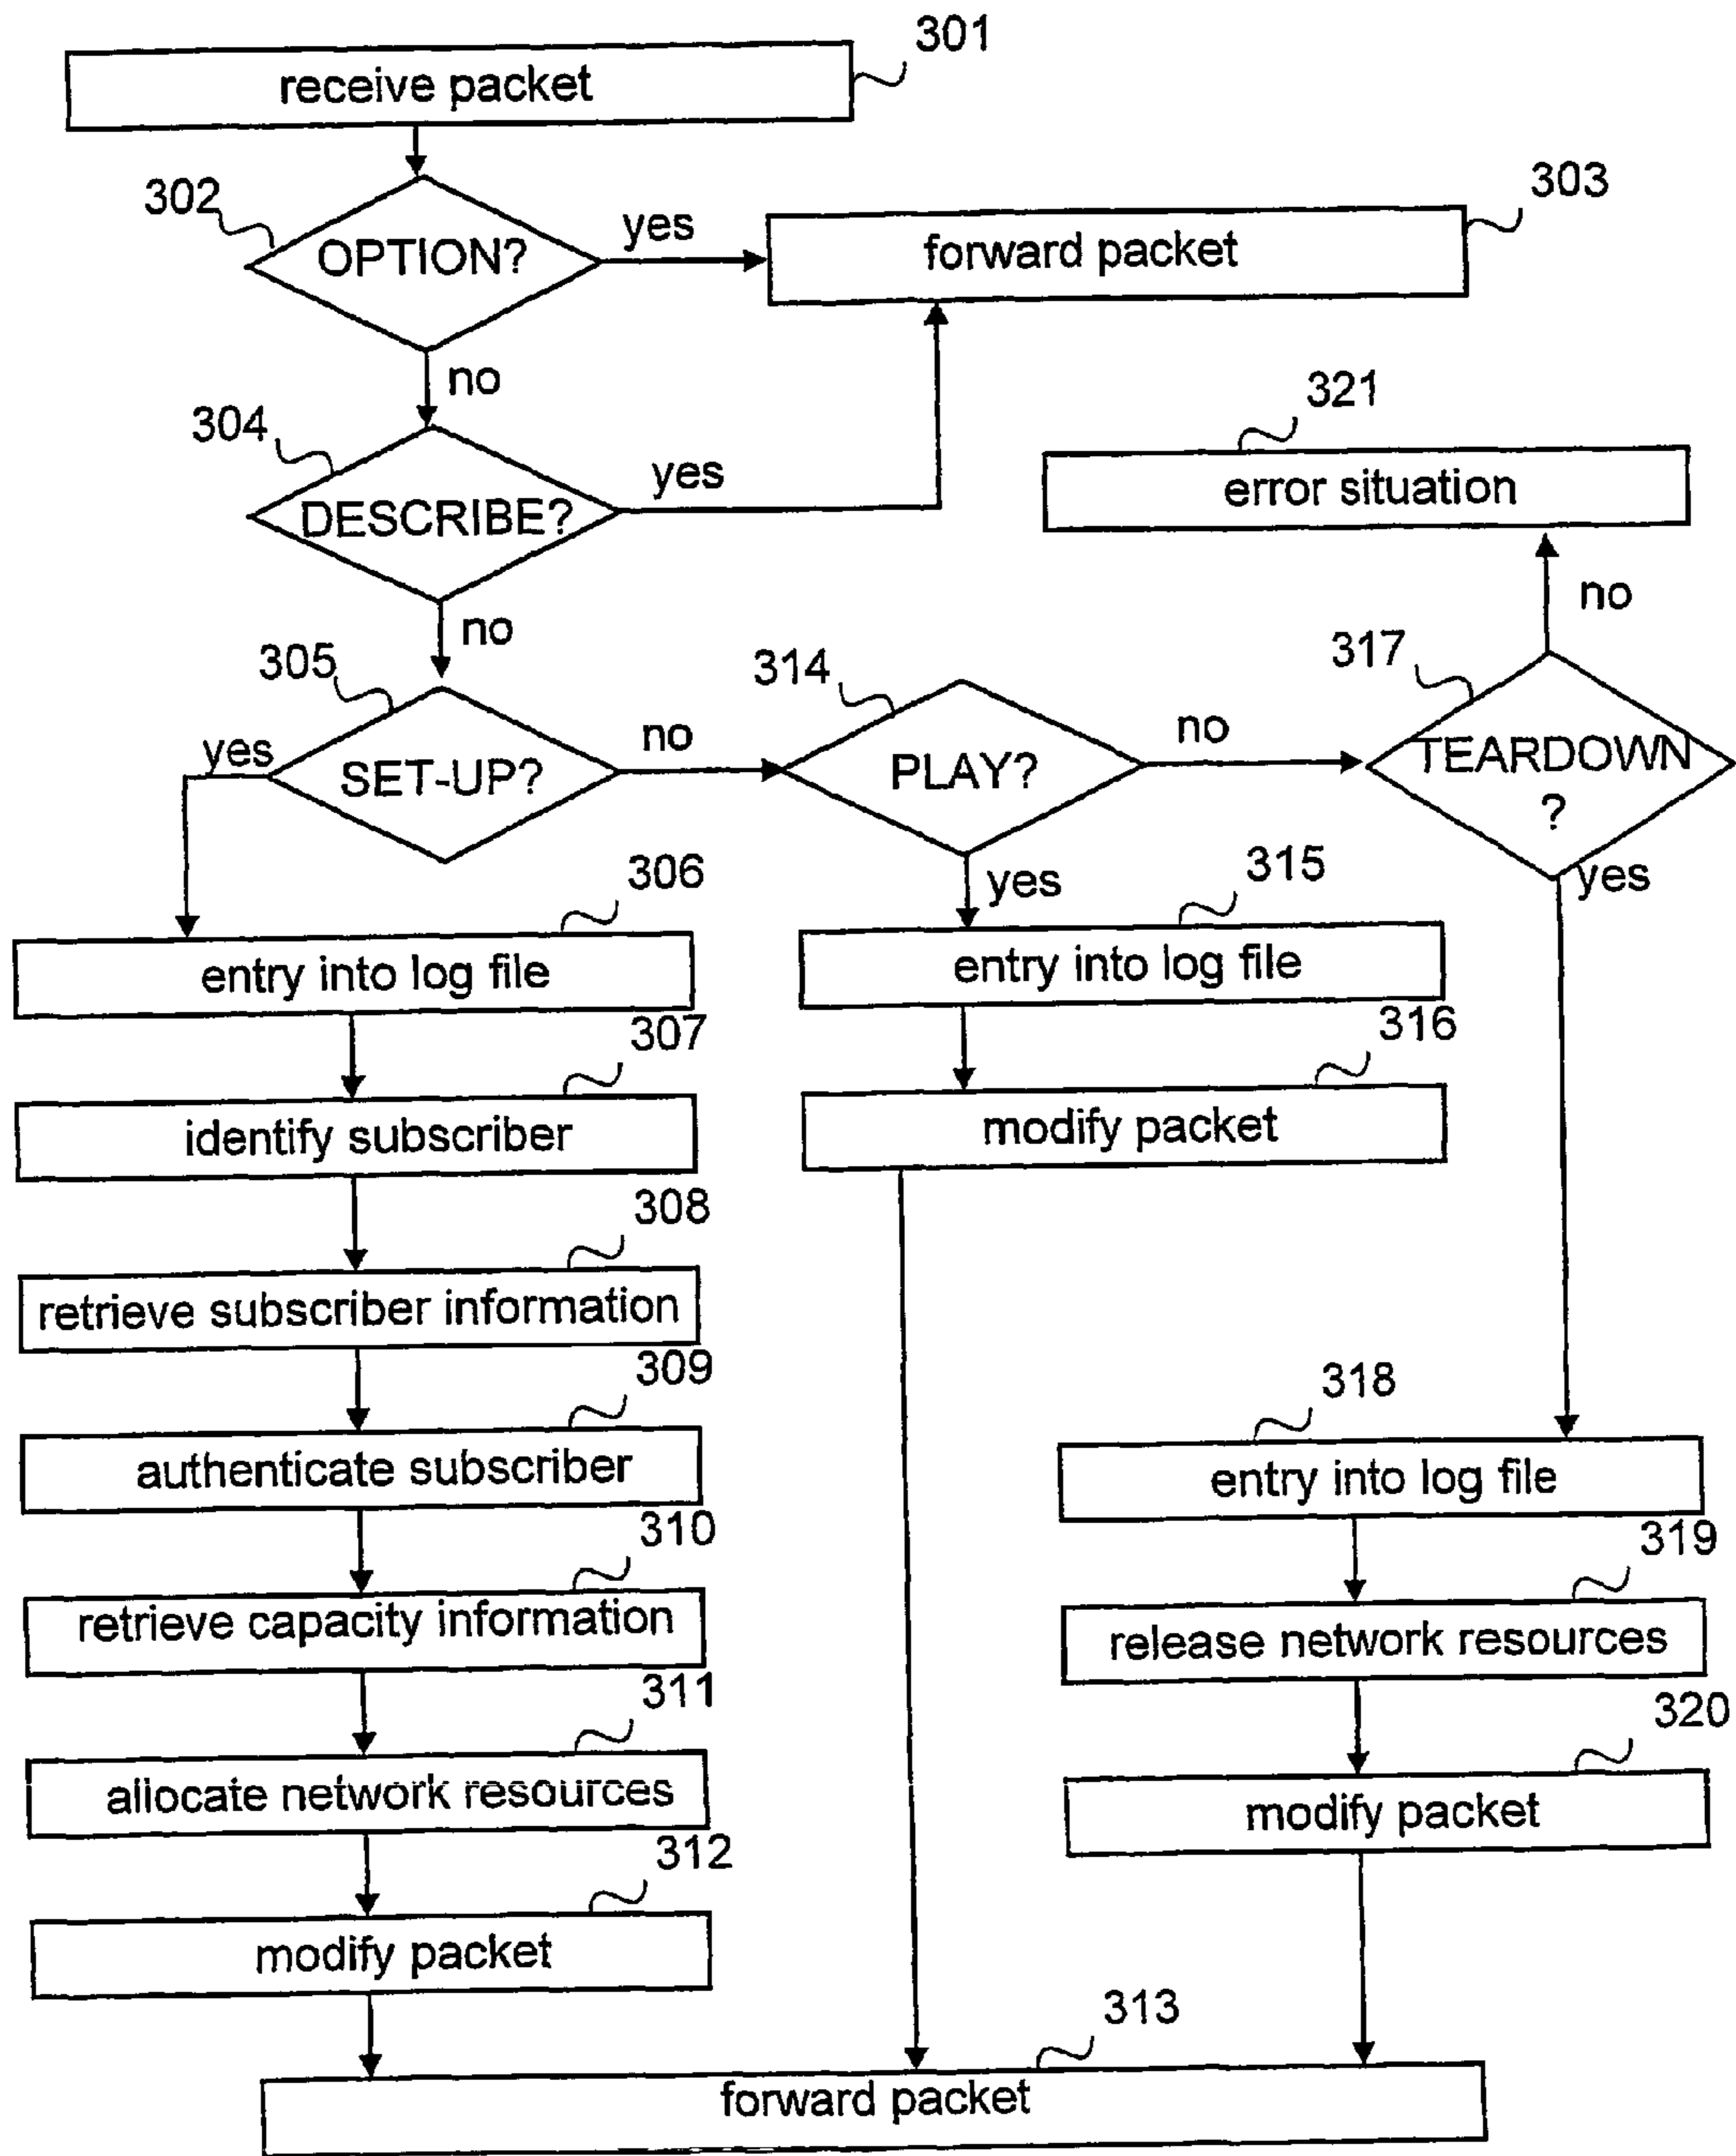 301
receive packet
302
OPTION?
yes
303
forward packet
no
304
DESCRIBE?
yes
321
error situation
no
no
305
SET-UP?
yes
no
314
PLAY?
no
317
TEARDOWN
?
yes
yes
306
entry into log file
315
entry into log file
307
identify subscriber
316
modify packet
308
retrieve subscriber information
309
authenticate subscriber
318
entry into log file
310
retrieve capacity information
319
release network resources
311
allocate network resources
320
modify packet
312
modify packet
313
forward packet